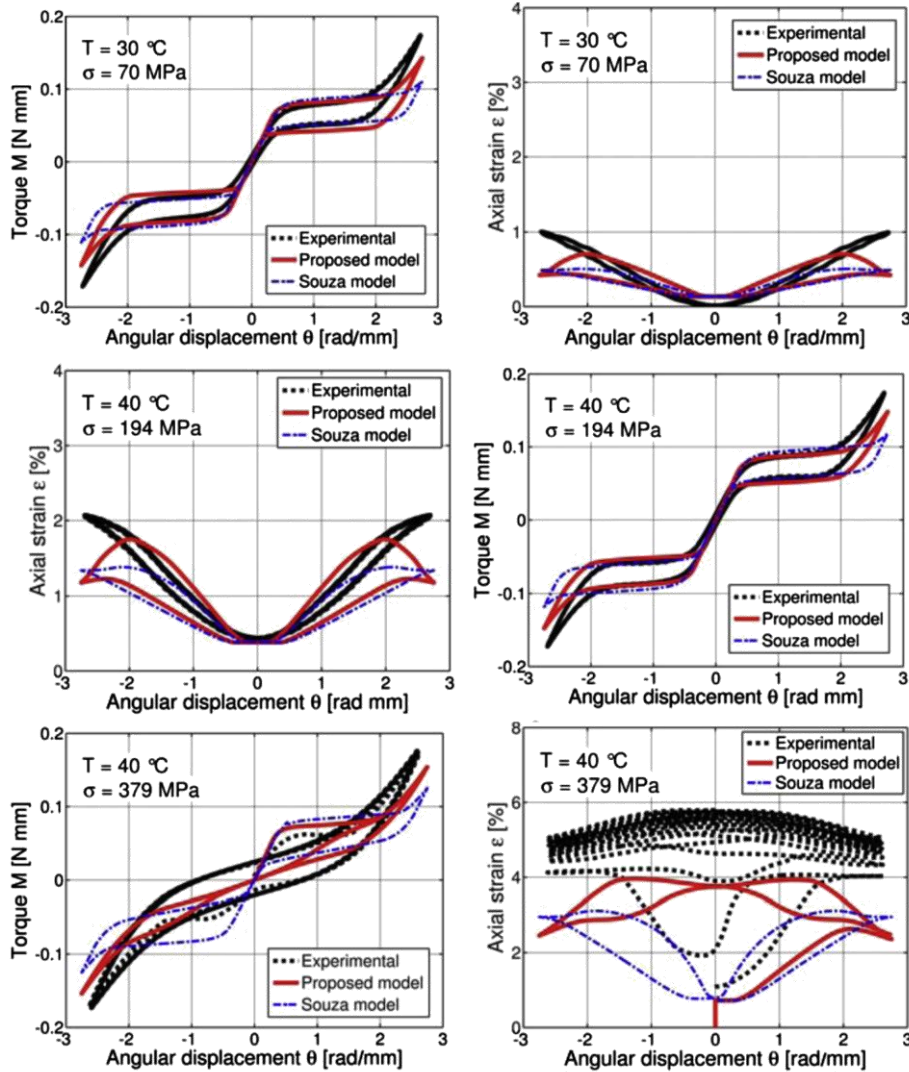 T = 30 °C
σ = 70 MPa
Torque M [N mm]
0.2
0.1
0
-0.1
-0.2
Experimental
Proposed model
Souza model
-3 -2 -1 0 1 2 3
Angular displacement θ [rad/mm]
T = 30 °C
σ = 70 MPa
Axial strain ε [%]
4
3
2
1
0
Experimental
Proposed model
Souza model
-3 -2 -1 0 1 2 3
Angular displacement θ [rad/mm]
T = 40 °C
σ = 194 MPa
Axial strain ε [%]
4
3
2
1
0
Experimental
Proposed model
Souza model
-3 -2 -1 0 1 2 3
Angular displacement θ [rad mm]
T = 40 °C
σ = 194 MPa
Torque M [N mm]
0.2
0.1
0
-0.1
-0.2
Experimental
Proposed model
Souza model
-3 -2 -1 0 1 2 3
Angular displacement θ [rad mm]
T = 40 °C
σ = 379 MPa
Torque M [N mm]
0.2
0.1
0
-0.1
-0.2
Experimental
Proposed model
Souza model
-3 -2 -1 0 1 2 3
Angular displacement θ [rad/mm]
T = 40 °C
σ = 379 MPa
Axial strain ε [%]
8
6
4
2
0
Experimental
Proposed model
Souza model
-3 -2 -1 0 1 2 3
Angular displacement θ [rad/mm]